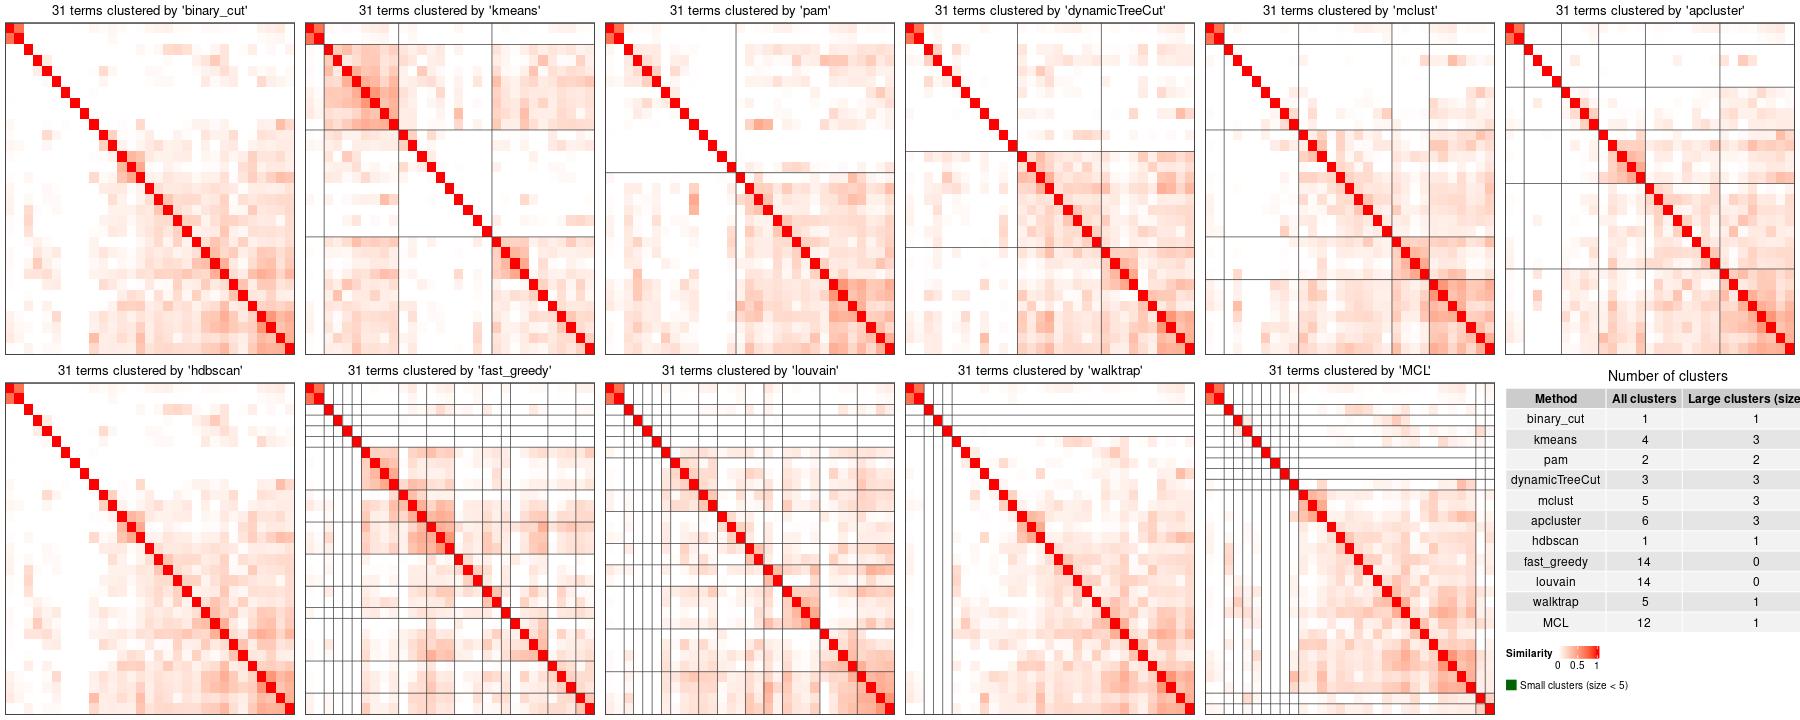 31 terms clustered by 'binary_cut'
31 terms clustered by 'kmeans'
31 terms clustered by 'pam'
31 terms clustered by 'dynamicTreeCut'
31 terms clustered by 'mclust'
31 terms clustered by 'apcluster'
31 terms clustered by 'hdbscan'
31 terms clustered by 'fast_greedy'
31 terms clustered by 'louvain'
31 terms clustered by 'walktrap'
31 terms clustered by 'MCL'
Number of clusters
Method All clusters Large clusters (size
binary_cut 1 1
kmeans 4 3
pam 2 2
dynamicTreeCut 3 3
mclust 5 3
apcluster 6 3
hdbscan 1 1
fast_greedy 14 0
louvain 14 0
walktrap 5 1
MCL 12 1
Similarity
0 0.5 1
Small clusters (size < 5)